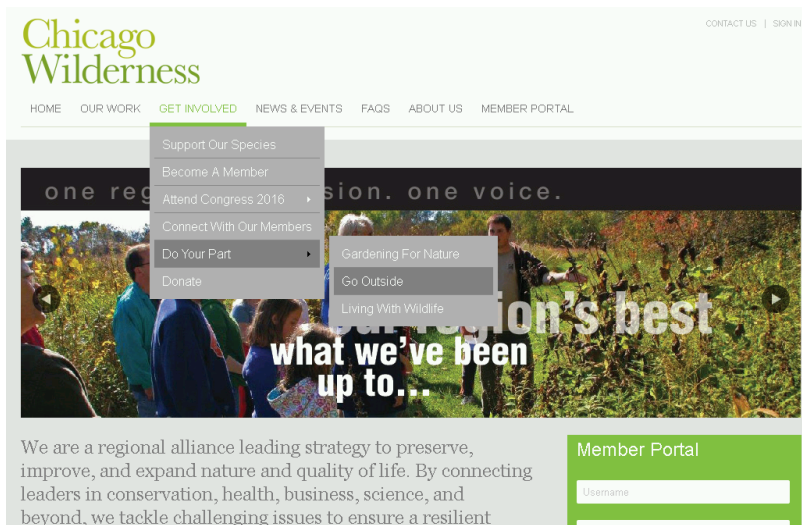 CONTACT US | SIGN IN
Chicago
Wilderness
HOME OUR WORK GET INVOLVED NEWS & EVENTS FAQS ABOUT US MEMBER PORTAL
Support Our Species
Become A Member
Attend Congress 2016
Connect With Our Members
Do Your Part
Donate
Gardening For Nature
Go Outside
Living With Wildlife
one one voice.
region's best
what we've been
up to...
We are a regional alliance leading strategy to preserve,
improve, and expand nature and quality of life. By connecting
leaders in conservation, health, business, science, and
beyond, we tackle challenging issues to ensure a resilient
Member Portal
Username